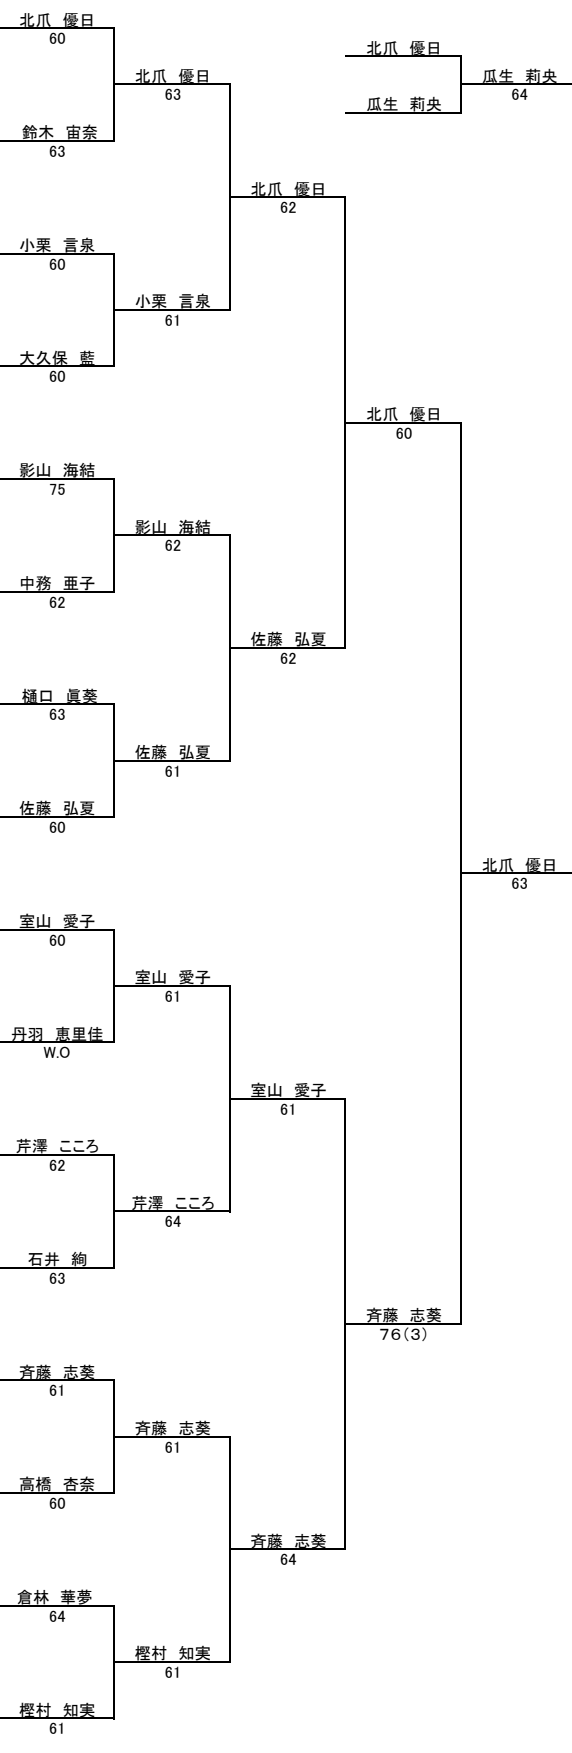 北爪　優日
60
北爪　優日
瓜生　莉央
64
北爪　優日
63
瓜生　莉央
鈴木　宙奈
63
北爪　優日
62
小栗　言泉
60
小栗　言泉
61
大久保　藍
60
北爪　優日
60
影山　海結
75
影山　海結
62
中務　亜子
62
佐藤　弘夏
62
樋口　眞葵
63
佐藤　弘夏
61
佐藤　弘夏
60
北爪　優日
63
室山　愛子
60
室山　愛子
61
丹羽　恵里佳
W.O
室山　愛子
61
芹澤　こころ
62
芹澤　こころ
64
石井　絢
63
斉藤　志葵
76(3)
斉藤　志葵
61
斉藤　志葵
61
高橋　杏奈
60
斉藤　志葵
64
倉林　華夢
64
樫村　知実
61
樫村　知実
61